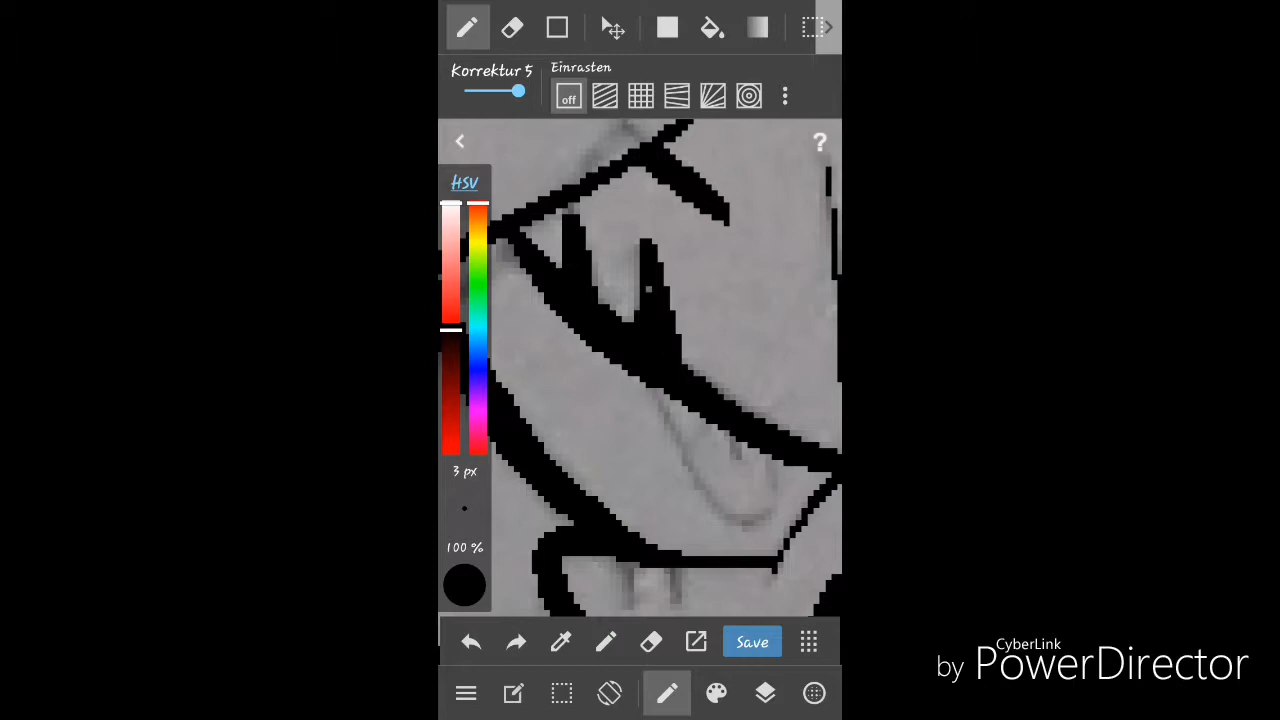 Korrektur 5
Einrasten
off
?
HSV
3 px
100 %
Save
CyberLink
by PowerDirector